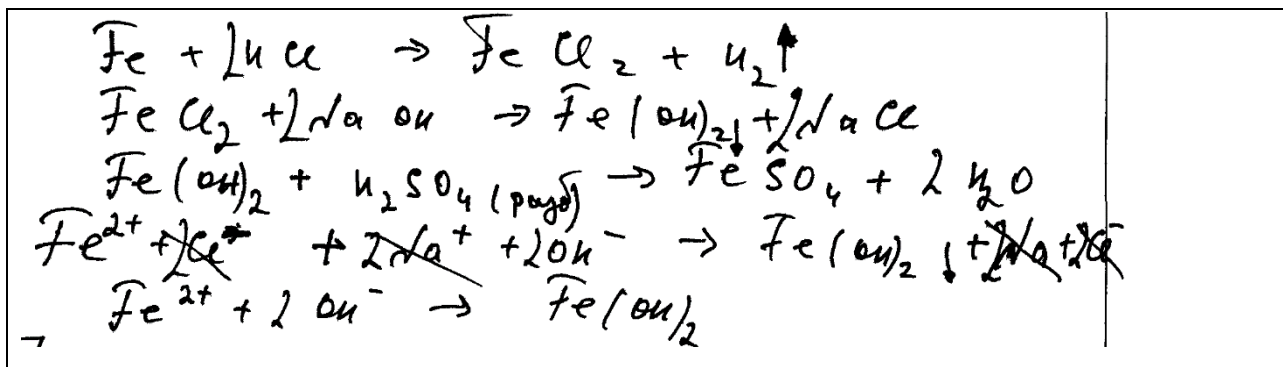 Fe + 2HCl → FeCl₂ + H₂↑
FeCl₂ + 2NaOH → Fe(OH)₂↓ + 2NaCl
Fe(OH)₂ + H₂SO₄ (разб) → FeSO₄ + 2H₂O
Fe²⁺ + 2Cl⁻ + 2Na⁺ + 2OH⁻ → Fe(OH)₂↓ + 2Na + 2Cl⁻
Fe²⁺ + 2OH⁻ → Fe(OH)₂